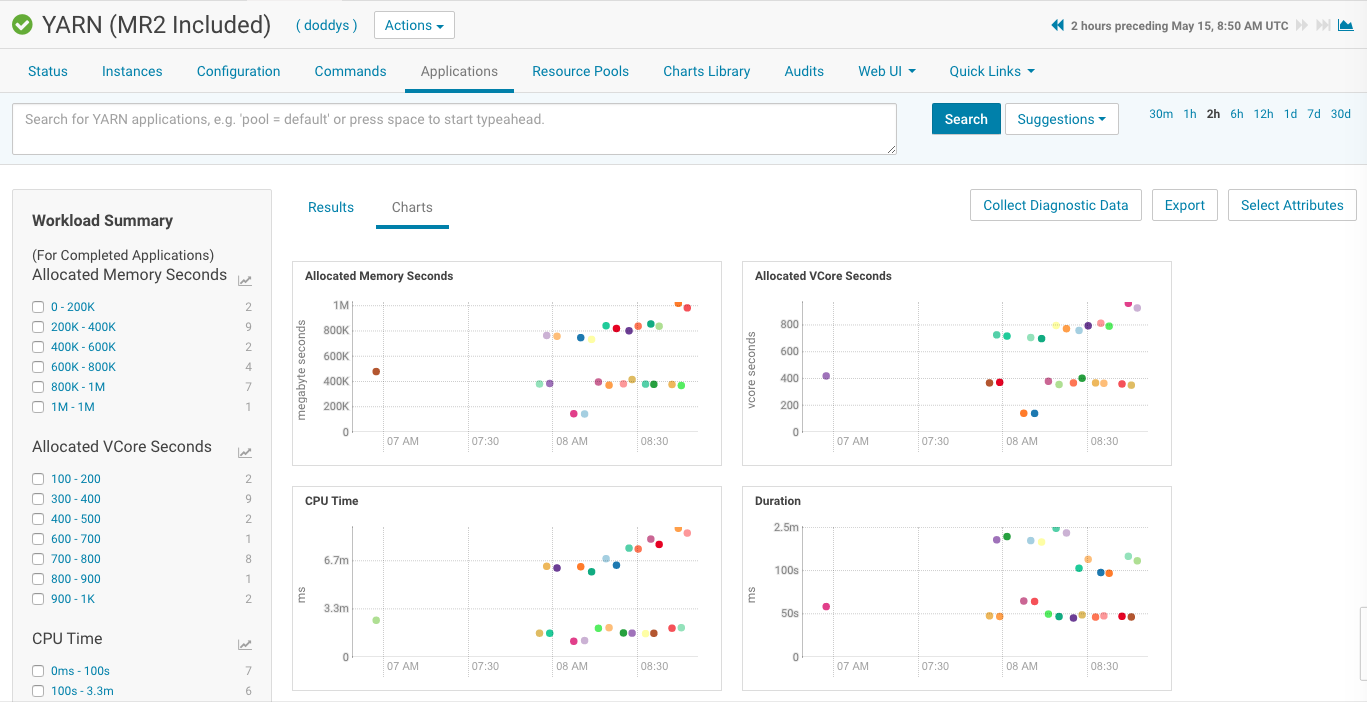 YARN (MR2 Included) ( doddys ) Actions 2 hours preceding May 15, 8:50 AM UTC
Status Instances Configuration Commands Applications Resource Pools Charts Library Audits Web UI Quick Links
Search for YARN applications, e.g. 'pool = default' or press space to start typeahead.
Search Suggestions 30m 1h 2h 6h 12h 1d 7d 30d
Workload Summary
(For Completed Applications)
Allocated Memory Seconds
0 - 200K 2
200K - 400K 9
400K - 600K 2
600K - 800K 4
800K - 1M 7
1M - 1M 1
Allocated VCore Seconds
100 - 200 2
300 - 400 9
400 - 500 2
600 - 700 1
700 - 800 8
800 - 900 1
900 - 1K 2
CPU Time
0ms - 100s 7
100s - 3.3m 6
Results Charts Collect Diagnostic Data Export Select Attributes
Allocated Memory Seconds
megabyte seconds
1M
800K
600K
400K
200K
0
07 AM 07:30 08 AM 08:30
Allocated VCore Seconds
vcore seconds
800
600
400
200
0
07 AM 07:30 08 AM 08:30
CPU Time
ms
6.7m
3.3m
0
07 AM 07:30 08 AM 08:30
Duration
ms
2.5m
100s
50s
0
07 AM 07:30 08 AM 08:30